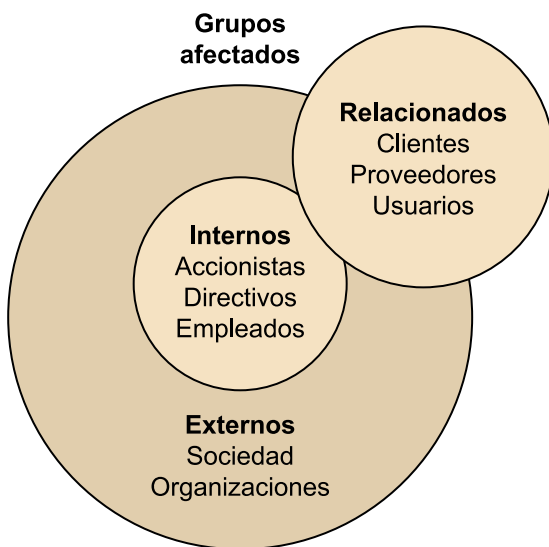 Grupos
afectados
Relacionados
Clientes
Proveedores
Usuarios
Internos
Accionistas
Directivos
Empleados
Externos
Sociedad
Organizaciones